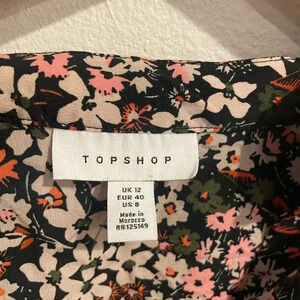 TOPSHOP
UK 12
EUR 40
US 8
Made in
Morocco
RN125149